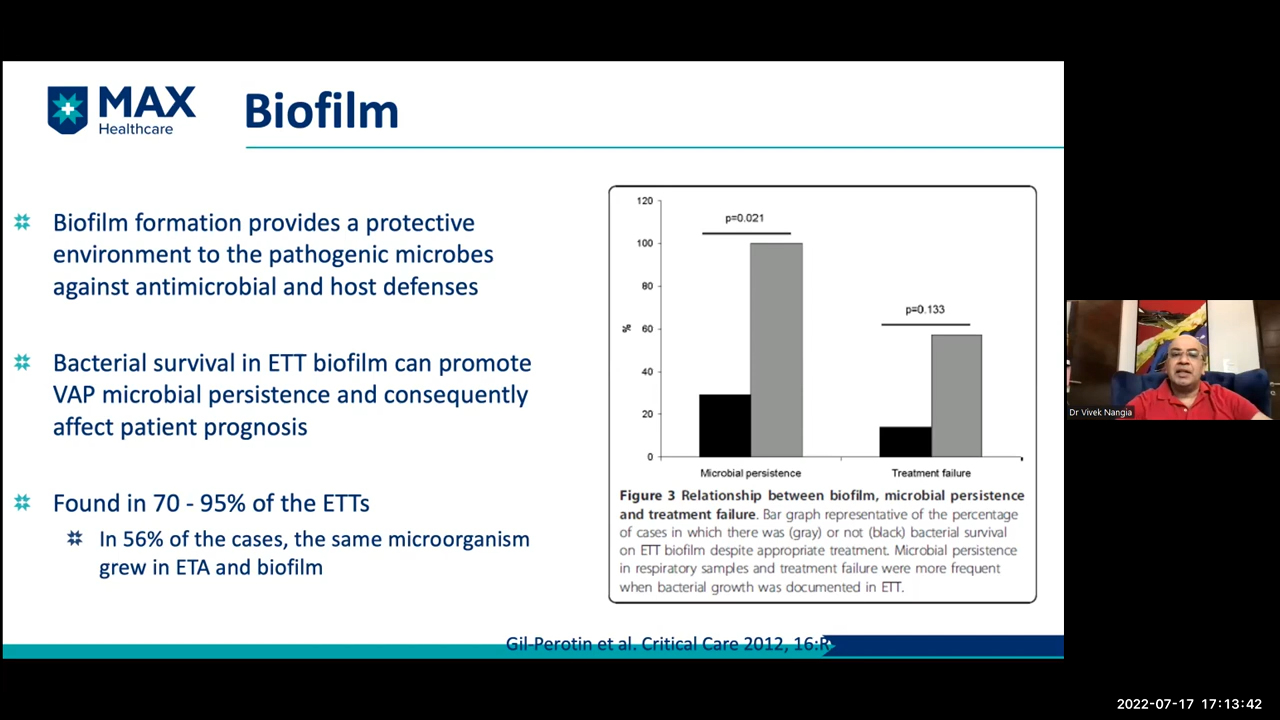 MAX
Healthcare
Biofilm
Biofilm formation provides a protective
environment to the pathogenic microbes
against antimicrobial and host defenses
Bacterial survival in ETT biofilm can promote
VAP microbial persistence and consequently
affect patient prognosis
Found in 70 - 95% of the ETTs
In 56% of the cases, the same microorganism
grew in ETA and biofilm
120
100
80
60
40
20
0
%
p=0.021
p=0.133
Microbial persistence
Treatment failure
Figure 3 Relationship between biofilm, microbial persistence
and treatment failure. Bar graph representative of the percentage
of cases in which there was (gray) or not (black) bacterial survival
on ETT biofilm despite appropriate treatment. Microbial persistence
in respiratory samples and treatment failure were more frequent
when bacterial growth was documented in ETT.
Gil-Perotin et al. Critical Care 2012, 16:R
Dr Vivek Nangia
2022-07-17 17:13:42